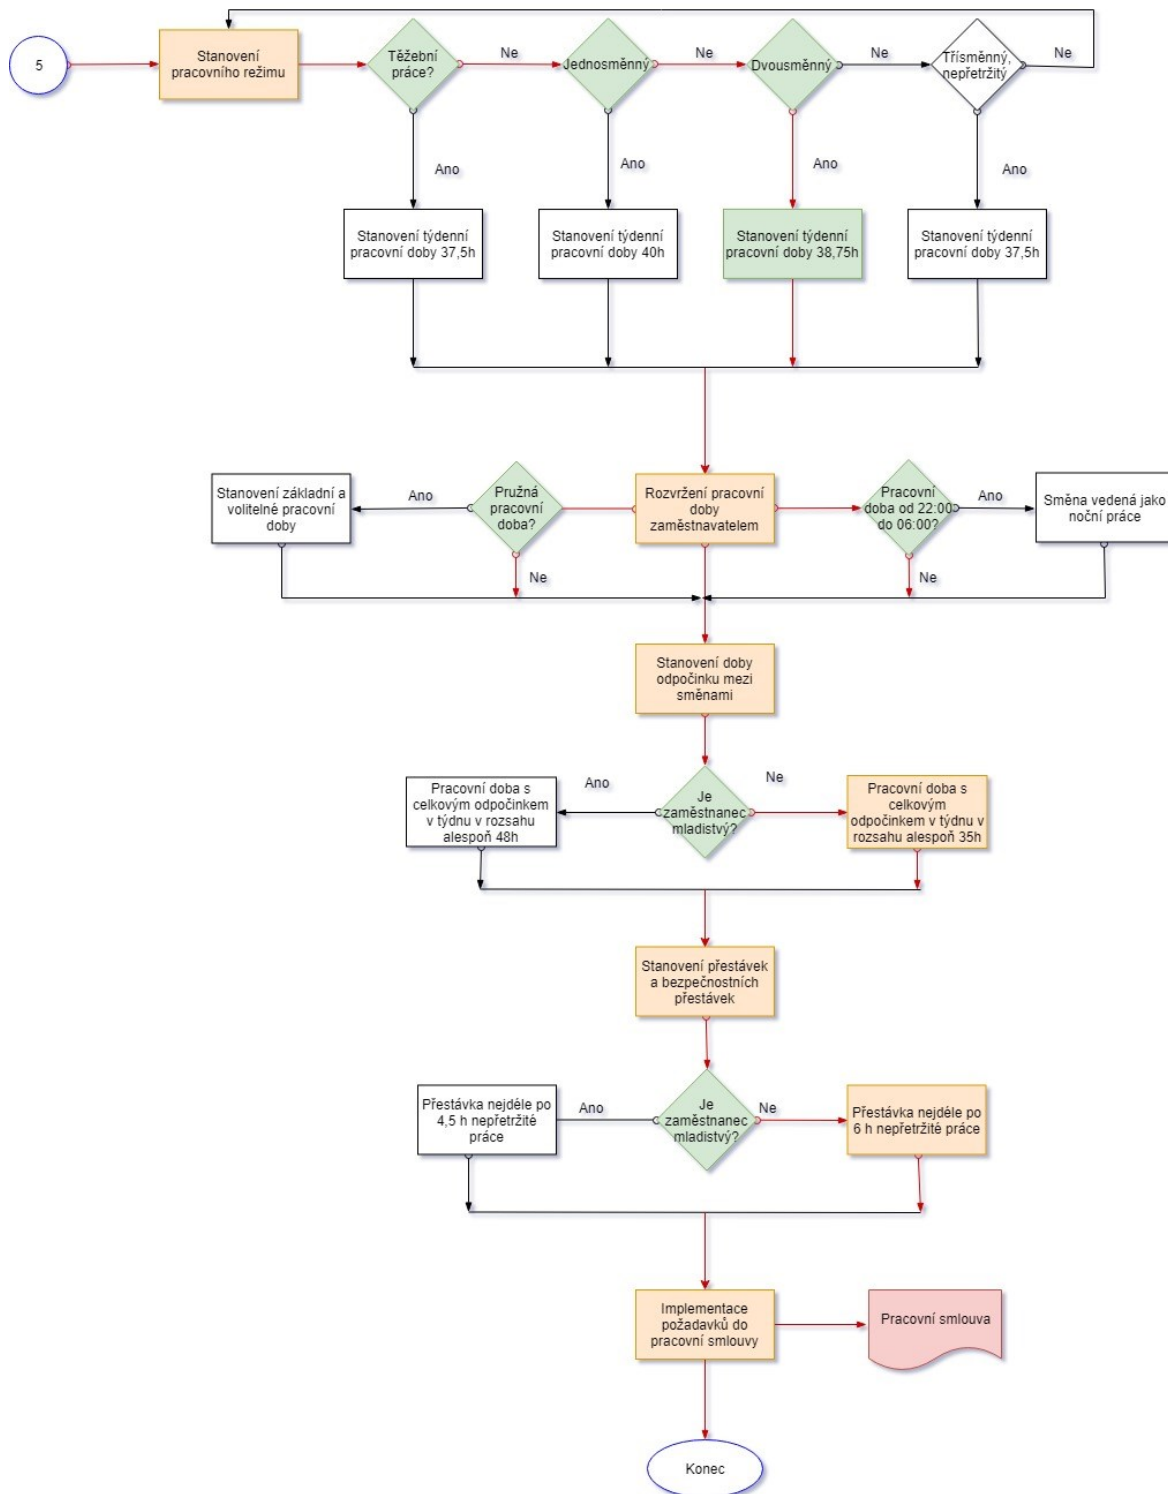 5
Stanovení
pracovního režimu
Těžební
práce?
Ne
Jednosměnný
Ne
Dvousměnný
Ne
Třísměnný,
nepřetržitý
Ne
Ano
Ano
Ano
Ano
Stanovení týdenní
pracovní doby 37,5h
Stanovení týdenní
pracovní doby 40h
Stanovení týdenní
pracovní doby 38,75h
Stanovení týdenní
pracovní doby 37,5h
Stanovení základní a
volitelné pracovní
doby
Ano
Pružná
pracovní
doba?
Ne
Rozvržení pracovní
doby
zaměstnavatelem
Pracovní
doba od 22:00
do 06:00?
Ne
Ano
Směna vedená jako
noční práce
Stanovení doby
odpočinku mezi
směnami
Pracovní doba s
celkovým odpočinkem
v týdnu v rozsahu
alespoň 48h
Ano
Je
zaměstnanec
mladistvý?
Ne
Pracovní doba s
celkovým
odpočinkem v týdnu v
rozsahu alespoň 35h
Stanovení přestávek
a bezpečnostních
přestávek
Přestávka nejdéle po
4,5 h nepřetržité
práce
Ano
Je
zaměstnanec
mladistvý?
Ne
Přestávka nejdéle po
6 h nepřetržité práce
Implementace
požadavků do
pracovní smlouvy
Pracovní smlouva
Konec